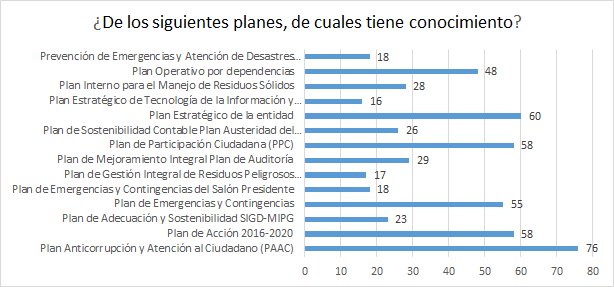 ¿De los siguientes planes, de cuales tiene conocimiento?
Prevención de Emergencias y Atención de Desastres... 18
Plan Operativo por dependencias 48
Plan Interno para el Manejo de Residuos Sólidos 28
Plan Estratégico de Tecnología de la Información y... 16
Plan Estratégico de la entidad 60
Plan de Sostenibilidad Contable Plan Austeridad del... 26
Plan de Participación Ciudadana (PPC) 58
Plan de Mejoramiento Integral Plan de Auditoría 29
Plan de Gestión Integral de Residuos Peligrosos... 17
Plan de Emergencias y Contingencias del Salón Presidente 18
Plan de Emergencias y Contingencias 55
Plan de Adecuación y Sostenibilidad SIGD-MIPG 23
Plan de Acción 2016-2020 58
Plan Anticorrupción y Atención al Ciudadano (PAAC) 76
0 10 20 30 40 50 60 70 80